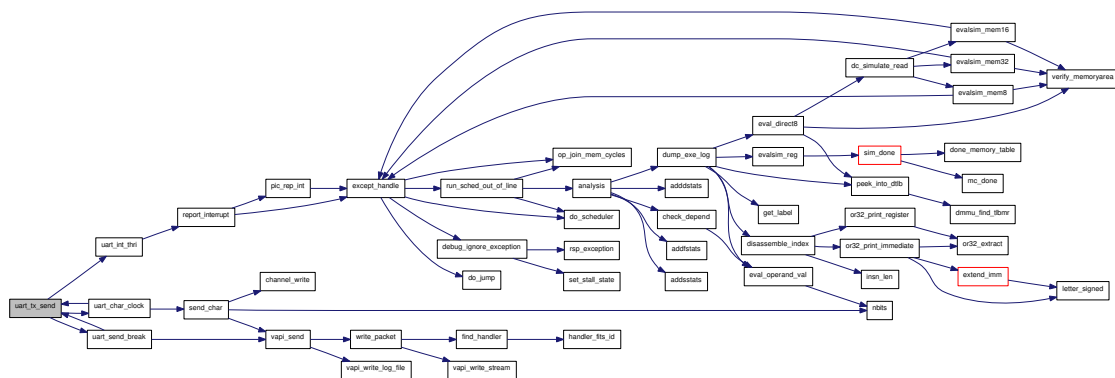 evalsim_mem16
evalsim_mem32
dc_simulate_read
verify_memoryarea
evalsim_mem8
eval_direct8
op_join_mem_cycles
dump_exe_log
evalsim_reg
sim_done
done_memory_table
mc_done
pic_rep_int
except_handle
run_sched_out_of_line
analysis
adddstats
peek_into_dtlb
dmmu_find_tlbmr
report_interrupt
do_scheduler
check_depend
get_label
or32_print_register
uart_int_thri
debug_ignore_exception
rsp_exception
addfstats
disassemble_index
or32_print_immediate
or32_extract
do_jump
set_stall_state
addsstats
eval_operand_val
insn_len
extend_imm
letter_signed
channel_write
uart_tx_send
uart_char_clock
send_char
nbits
uart_send_break
vapi_send
write_packet
find_handler
handler_fits_id
vapi_write_log_file
vapi_write_stream